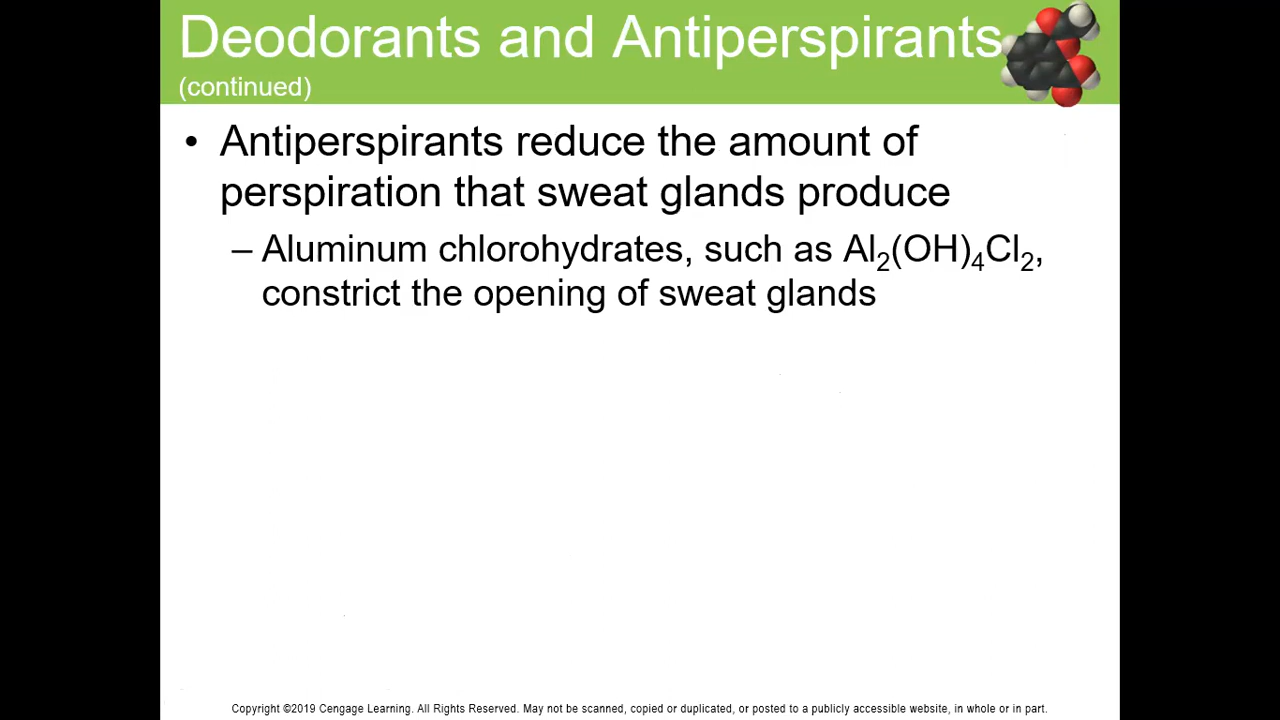 Deodorants and Antiperspirants
(continued)
• Antiperspirants reduce the amount of
perspiration that sweat glands produce
– Aluminum chlorohydrates, such as Al₂(OH)₄Cl₂,
constrict the opening of sweat glands
Copyright ©2019 Cengage Learning. All Rights Reserved. May not be scanned, copied or duplicated, or posted to a publicly accessible website, in whole or in part.